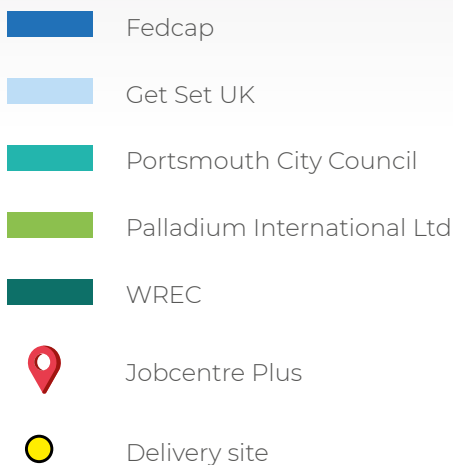 Fedcap
Get Set UK
Portsmouth City Council
Palladium International Ltd
WREC
Jobcentre Plus
Delivery site